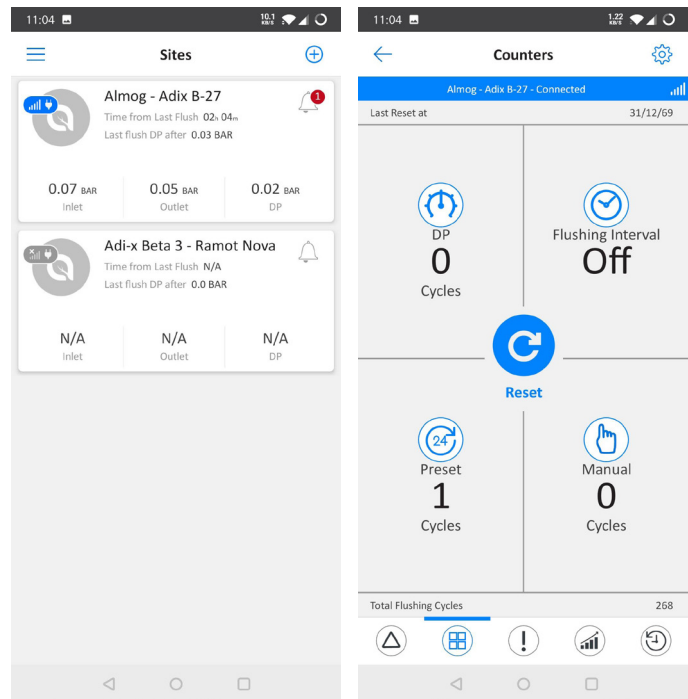 11:04
10.1
KB/S
Sites
Almog - Adix B-27
1
Time from Last Flush 02h 04m
Last flush DP after 0.03 BAR
0.07 BAR
0.05 BAR
0.02 BAR
Inlet
Outlet
DP
Adi-x Beta 3 - Ramot Nova
Time from Last Flush N/A
Last flush DP after 0.0 BAR
N/A
N/A
N/A
Inlet
Outlet
DP
11:04
1.22
KB/S
Counters
Almog - Adix B-27 - Connected
Last Reset at
31/12/69
DP
0
Cycles
Flushing Interval
Off
Reset
24
Preset
1
Cycles
Manual
0
Cycles
Total Flushing Cycles
268